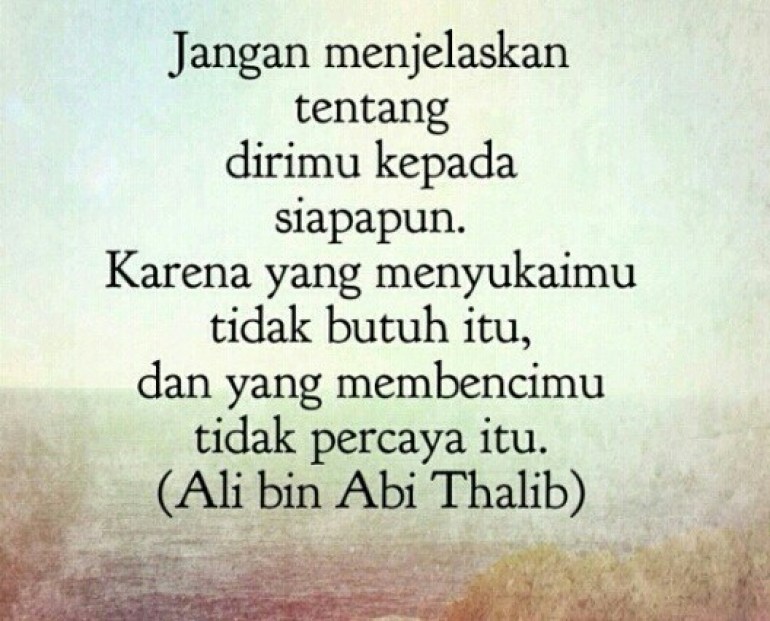 Jangan menjelaskan
tentang
dirimu kepada
siapapun.
Karena yang menyukaimu
tidak butuh itu,
dan yang membencimu
tidak percaya itu.
(Ali bin Abi Thalib)